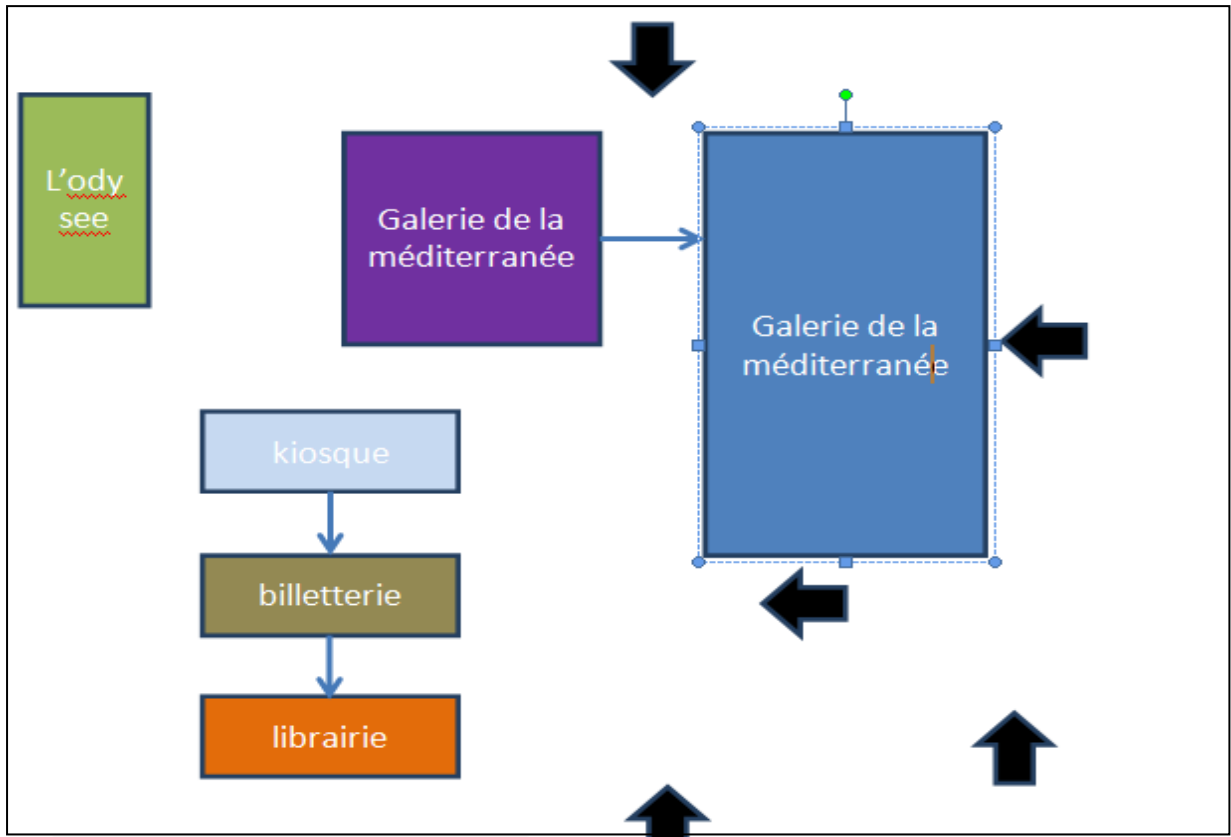 L'ody
see
Galerie de la
méditerranée
Galerie de la
méditerranée
kiosque
billetterie
librairie